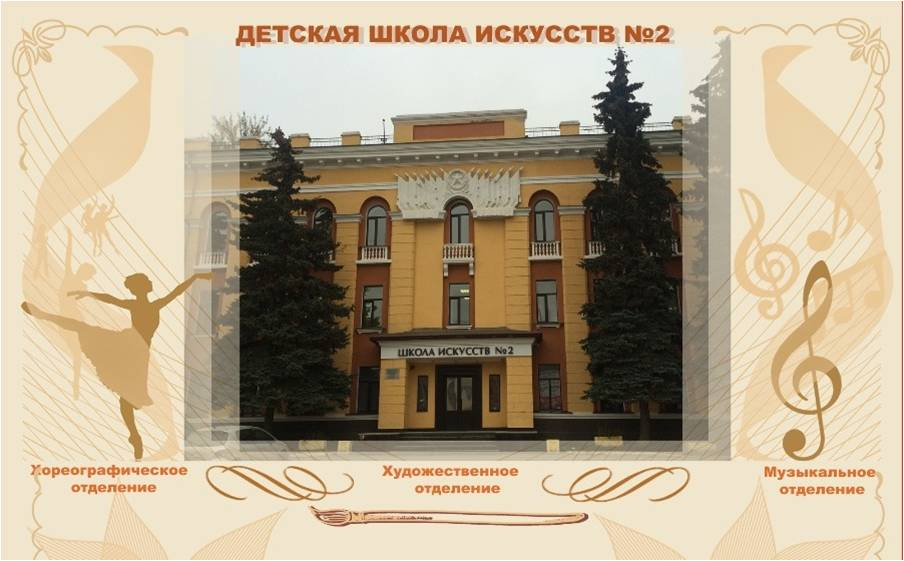 ДЕТСКАЯ ШКОЛА ИСКУССТВ №2
ШКОЛА ИСКУССТВ №2
Хореографическое
отделение
Художественное
отделение
Музыкальное
отделение